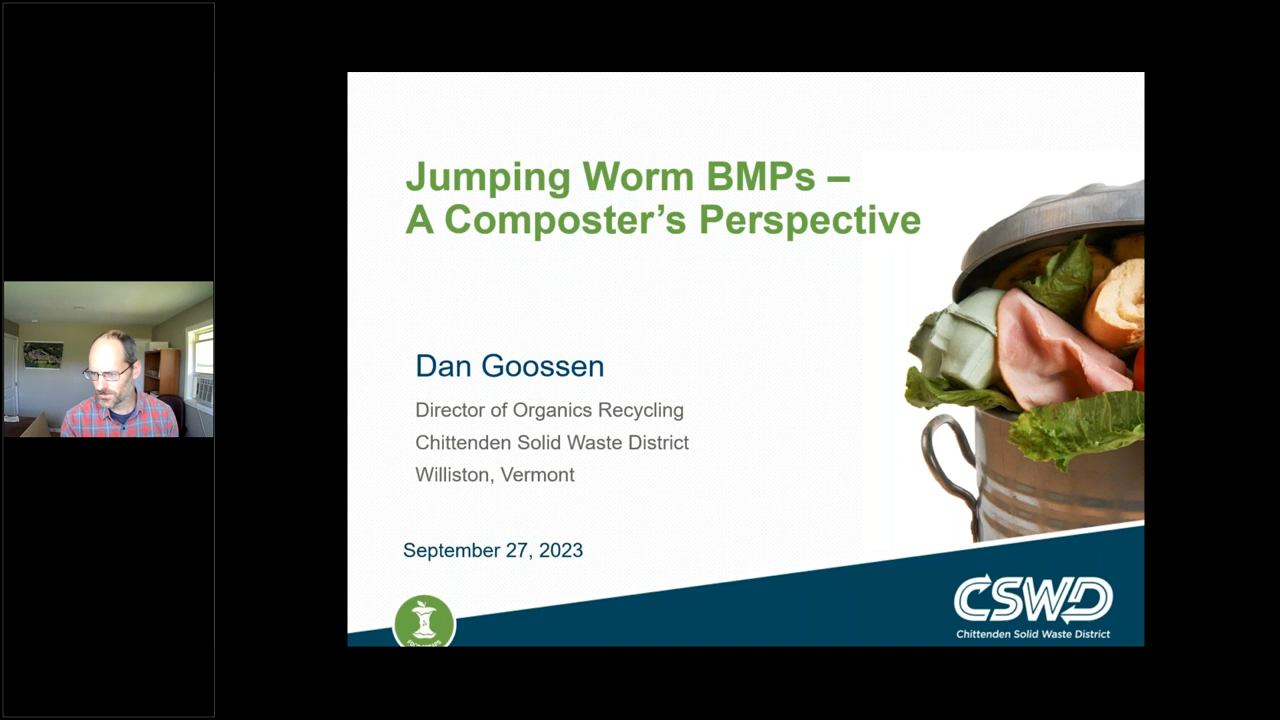 Jumping Worm BMPs –
A Composter’s Perspective
Dan Goossen
Director of Organics Recycling
Chittenden Solid Waste District
Williston, Vermont
September 27, 2023
CSWD
Chittenden Solid Waste District